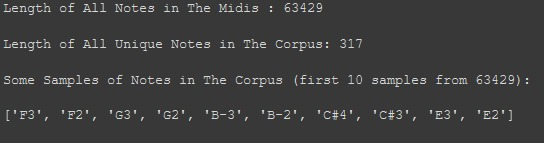 Length of All Notes in The Midis : 63429
Length of All Unique Notes in The Corpus: 317
Some Samples of Notes in The Corpus (first 10 samples from 63429):
['F3', 'F2', 'G3', 'G2', 'B-3', 'B-2', 'C#4', 'C#3', 'E3', 'E2']